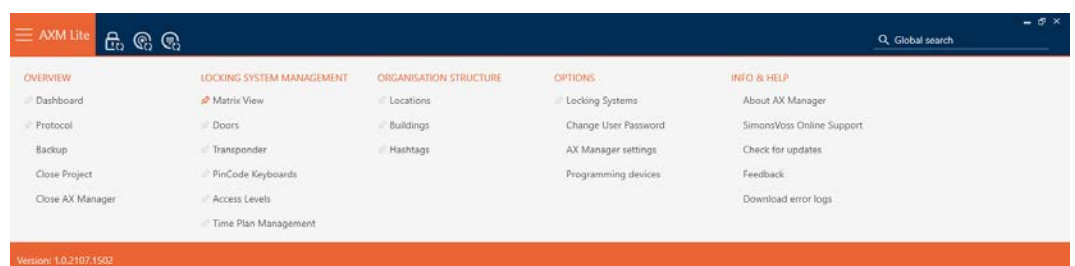 AXM Lite
Global search
OVERVIEW
Dashboard
Protocol
Backup
Close Project
Close AX Manager
LOCKING SYSTEM MANAGEMENT
Matrix View
Doors
Transponder
PinCode Keyboards
Access Levels
Time Plan Management
ORGANISATION STRUCTURE
Locations
Buildings
Hashtags
OPTIONS
Locking Systems
Change User Password
AX Manager settings
Programming devices
INFO & HELP
About AX Manager
SimonsVoss Online Support
Check for updates
Feedback
Download error logs
Version: 1.0.2107.1502